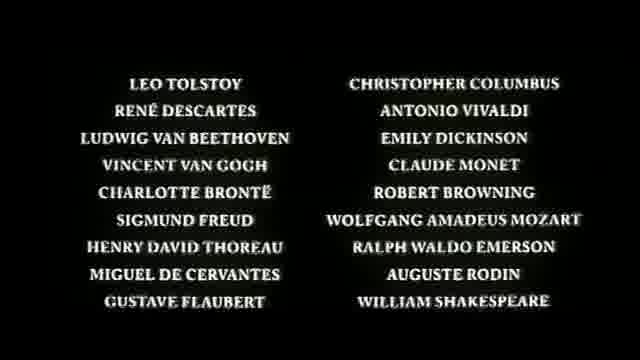 LEO TOLSTOY
RENÉ DESCARTES
LUDWIG VAN BEETHOVEN
VINCENT VAN GOGH
CHARLOTTE BRONTË
SIGMUND FREUD
HENRY DAVID THOREAU
MIGUEL DE CERVANTES
GUSTAVE FLAUBERT
CHRISTOPHER COLUMBUS
ANTONIO VIVALDI
EMILY DICKINSON
CLAUDE MONET
ROBERT BROWNING
WOLFGANG AMADEUS MOZART
RALPH WALDO EMERSON
AUGUSTE RODIN
WILLIAM SHAKESPEARE